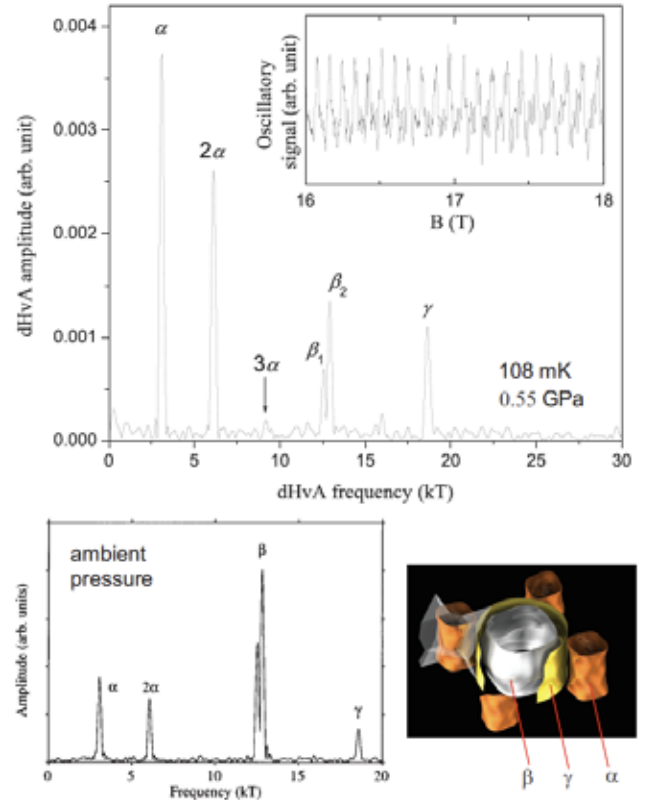 0.004
0.003
0.002
0.001
0.000
dHvA amplitude (arb. unit)
α
2α
3α
β1
β2
γ
Oscillatory
signal (arb. unit)
16
17
18
B (T)
108 mK
0.55 GPa
0
5
10
15
20
25
30
dHvA frequency (kT)
ambient
pressure
Amplitude (arb. units)
α
2α
β
γ
0
5
10
15
20
Frequency (kT)
β
γ
α